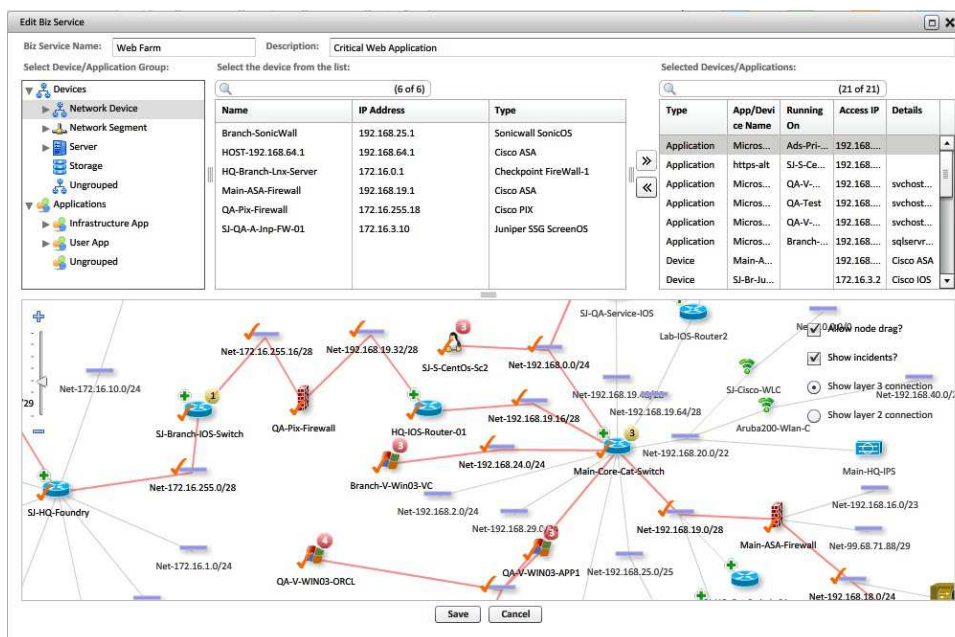 Edit Biz Service
Biz Service Name: Web Farm Description: Critical Web Application
Select Device/Application Group:
Devices
Network Device
Network Segment
Server
Storage
Ungrouped
Applications
Infrastructure App
User App
Ungrouped
Select the device from the list:
(6 of 6)
Name IP Address Type
Branch-SonicWall 192.168.25.1 Sonicwall SonicOS
HOST-192.168.64.1 192.168.64.1 Cisco ASA
HQ-Branch-Lnx-Server 172.16.0.1 Checkpoint FireWall-1
Main-ASA-Firewall 192.168.19.1 Cisco ASA
QA-Pix-Firewall 172.16.255.18 Cisco PIX
SJ-QA-A-Jnp-FW-01 172.16.3.10 Juniper SSG ScreenOS
Selected Devices/Applications:
(21 of 21)
Type App/Devi Running Access IP Details
ce Name On
Application Micros... Ads-Pri-... 192.168....
Application https-alt SJ-S-Ce... 192.168....
Application Micros... QA-V-... 192.168.... svchost...
Application Micros... QA-Test 192.168.... svchost...
Application Micros... QA-V-... 192.168.... svchost...
Application Micros... Branch-... 192.168.... sqlservr...
Device Main-A... 192.168.... Cisco ASA
Device SJ-Br-Ju... 172.16.3.2 Cisco IOS
SJ-QA-Service-IOS
3
Lab-IOS-Router2
Allow node drag?
Net-172.16.255.16/28
Net-192.168.19.32/28
SJ-S-CentOs-Sc2
Net-192.168.0.0/24
Show incidents?
Net-172.16.10.0/24
SJ-Cisco-WLC
Show layer 3 connection
/29
1
Net-192.168.19.64/28
Show layer 2 connection
QA-Pix-Firewall
HQ-IOS-Router-01
Net-192.168.19.16/28
Aruba200-Wlan-C
SJ-Branch-IOS-Switch
3
3
Net-192.168.24.0/24
Net-192.168.20.0/22
Main-Core-Cat-Switch
Main-HQ-IPS
Net-172.16.255.0/28
Branch-V-Win03-VC
SJ-HQ-Foundry
Net-192.168.2.0/24
Net-192.168.16.0/23
Net-192.168.19.0/28
Main-ASA-Firewall
Net-99.68.71.88/29
4
3
Net-172.16.1.0/24
QA-V-WIN03-ORCL
QA-V-WIN03-APP1
Net-192.168.25.0/25
Net-192.168.18.0/24
Save Cancel